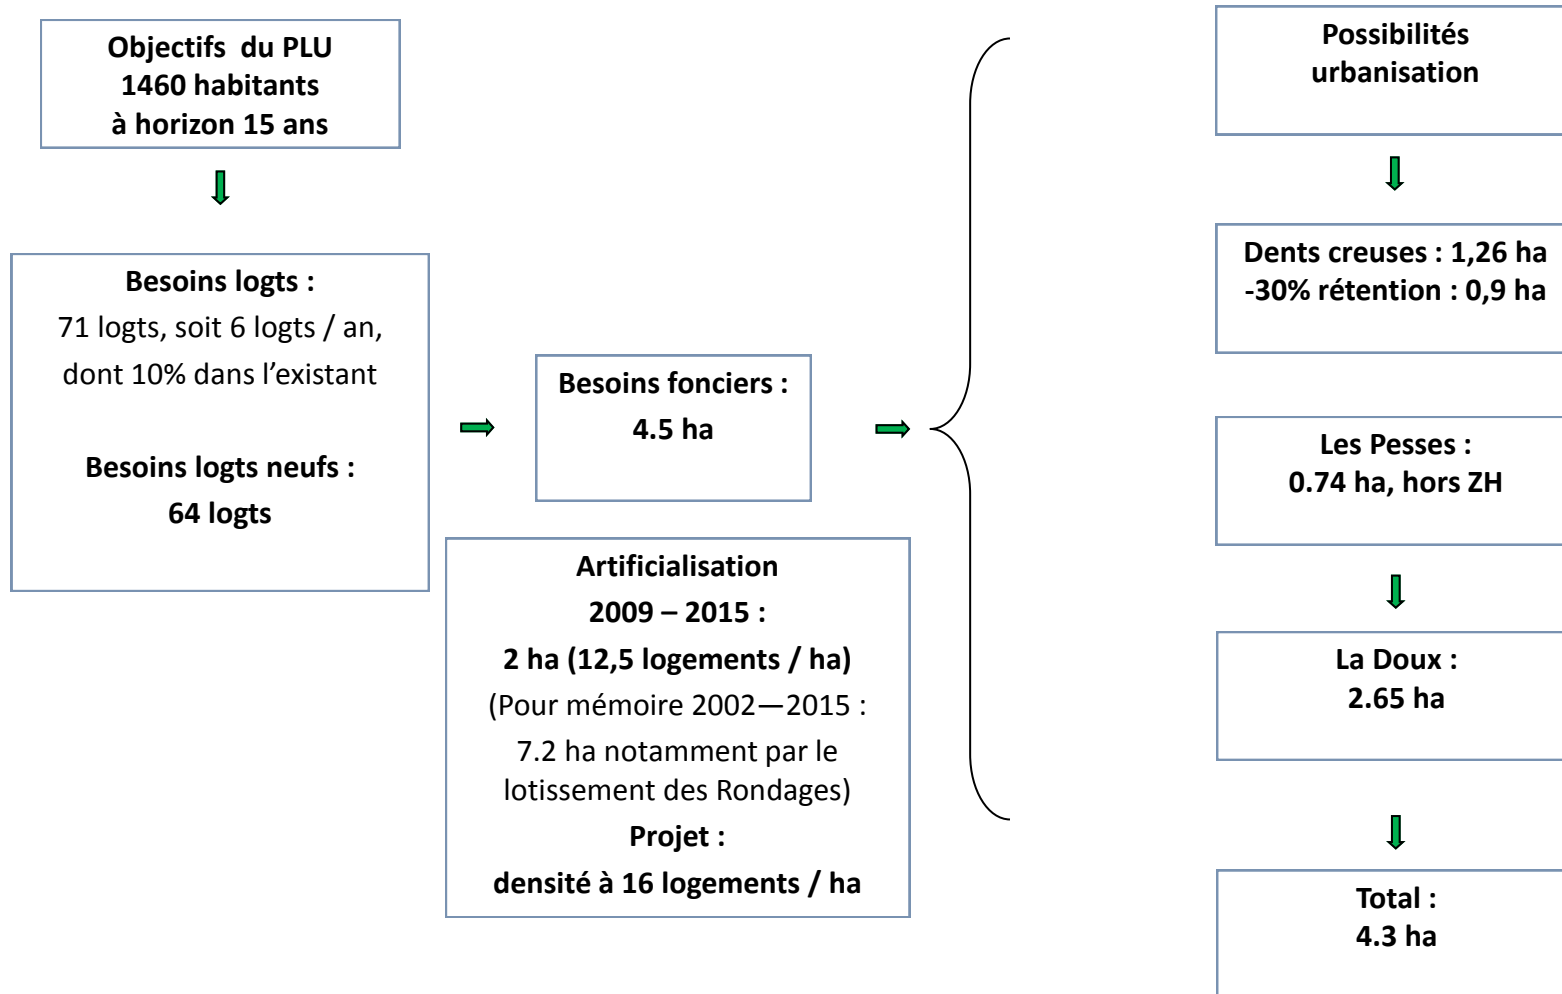 Objectifs du PLU
1460 habitants
à horizon 15 ans
Besoins logts :
71 logts, soit 6 logts / an,
dont 10% dans l’existant
Besoins logts neufs :
64 logts
Besoins fonciers :
4.5 ha
Artificialisation
2009 – 2015 :
2 ha (12,5 logements / ha)
(Pour mémoire 2002—2015 :
7.2 ha notamment par le
lotissement des Rondages)
Projet :
densité à 16 logements / ha
Possibilités
urbanisation
Dents creuses : 1,26 ha
-30% rétention : 0,9 ha
Les Pesses :
0.74 ha, hors ZH
La Doux :
2.65 ha
Total :
4.3 ha